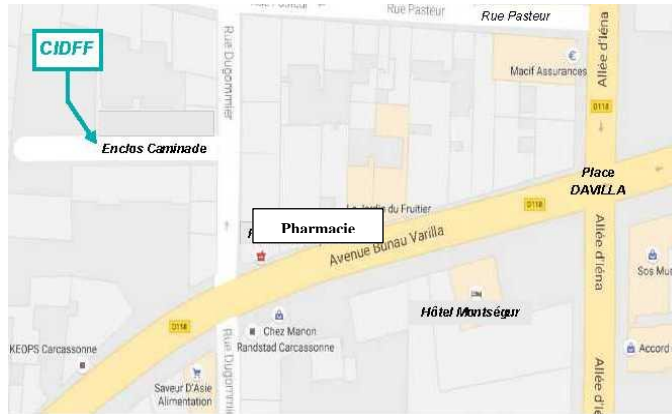 Rue Pasteur
Rue Pasteur
CIDFF
Rue Dugommier
Macif Assurances
Allée d'Iéna
D118
Enclos Caminade
Place
DAVILLA
Le Jardin du Fruitier
D118
Pharmacie
Avenue Bunau Varilla
Allée d'Iéna
Sos Mus
Hôtel Montségur
D118
Chez Manon
Randstad Carcassonne
KEOPS Carcassonne
Rue Dugommier
Accord
Saveur D'Asie
Alimentation
Allée d'Ié